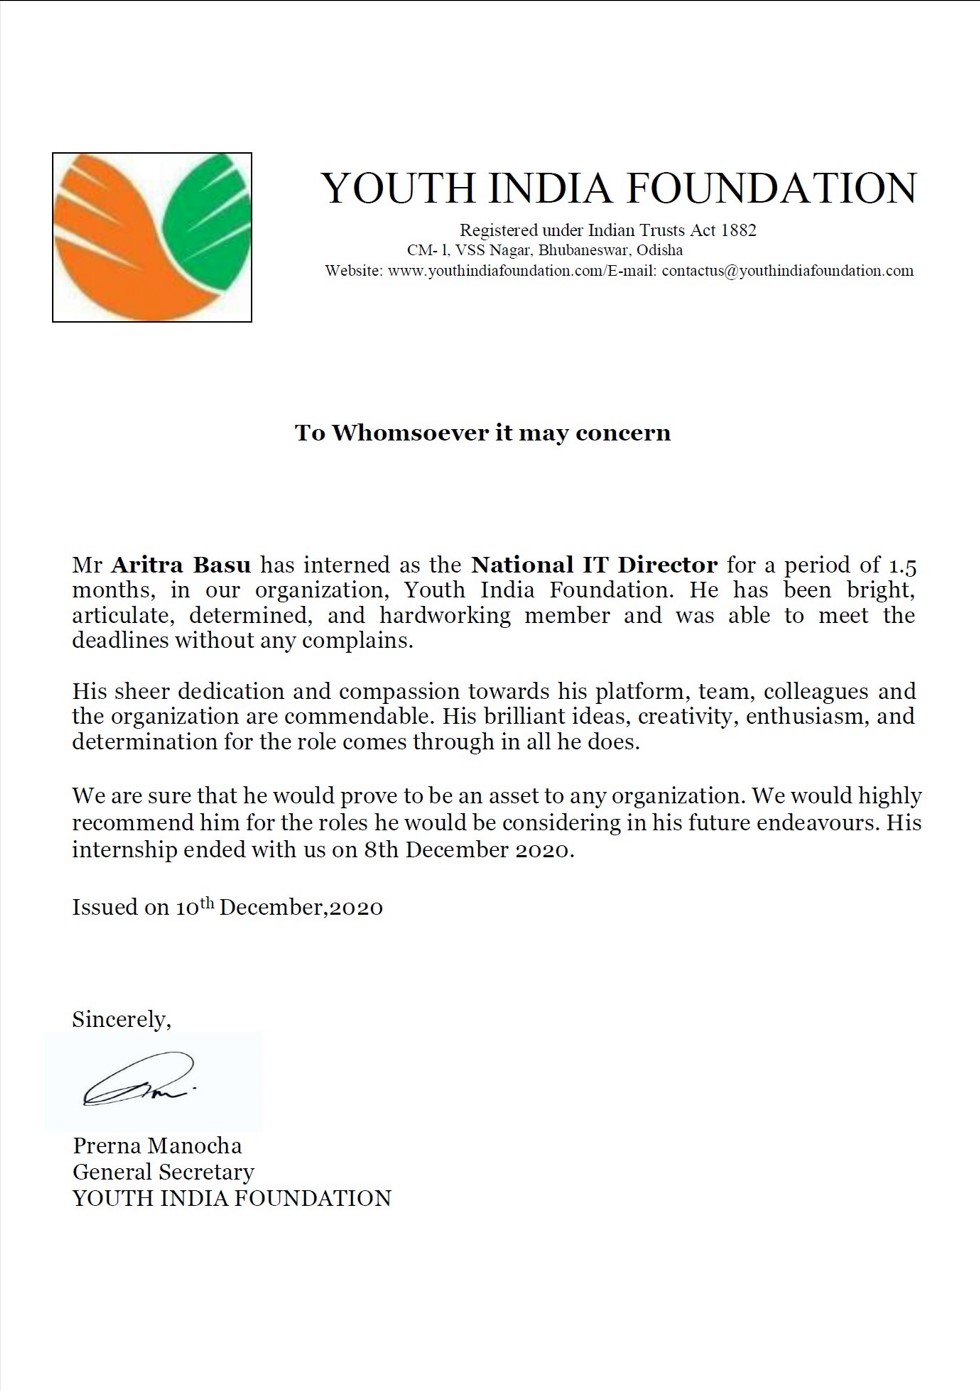 YOUTH INDIA FOUNDATION
Registered under Indian Trusts Act 1882
CM- l, VSS Nagar, Bhubaneswar, Odisha
Website: www.youthindiafoundation.com/E-mail: contactus@youthindiafoundation.com
To Whomsoever it may concern
Mr Aritra Basu has interned as the National IT Director for a period of 1.5
months, in our organization, Youth India Foundation. He has been bright,
articulate, determined, and hardworking member and was able to meet the
deadlines without any complains.
His sheer dedication and compassion towards his platform, team, colleagues and
the organization are commendable. His brilliant ideas, creativity, enthusiasm, and
determination for the role comes through in all he does.
We are sure that he would prove to be an asset to any organization. We would highly
recommend him for the roles he would be considering in his future endeavours. His
internship ended with us on 8th December 2020.
Issued on 10th December,2020
Sincerely,
Prerna Manocha
General Secretary
YOUTH INDIA FOUNDATION